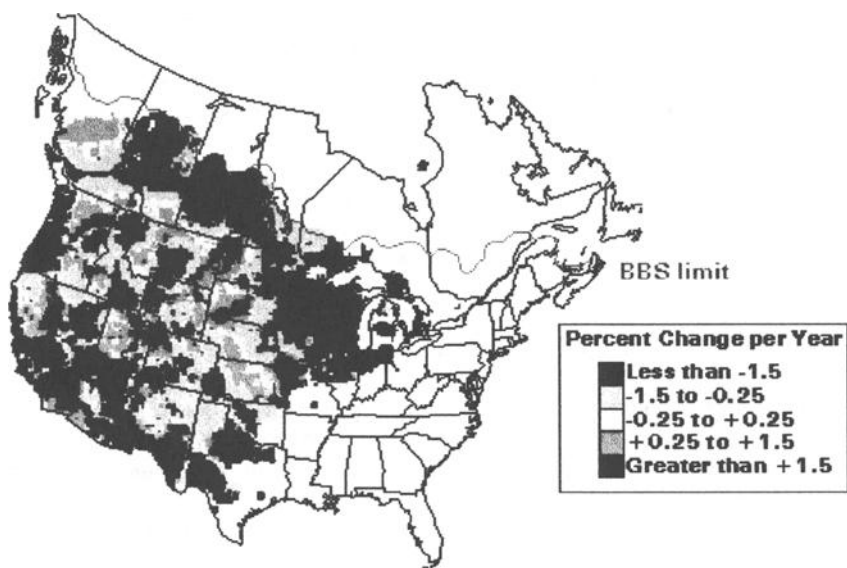 BBS limit
Percent Change per Year
Less than -1.5
-1.5 to -0.25
-0.25 to +0.25
+0.25 to +1.5
Greater than +1.5